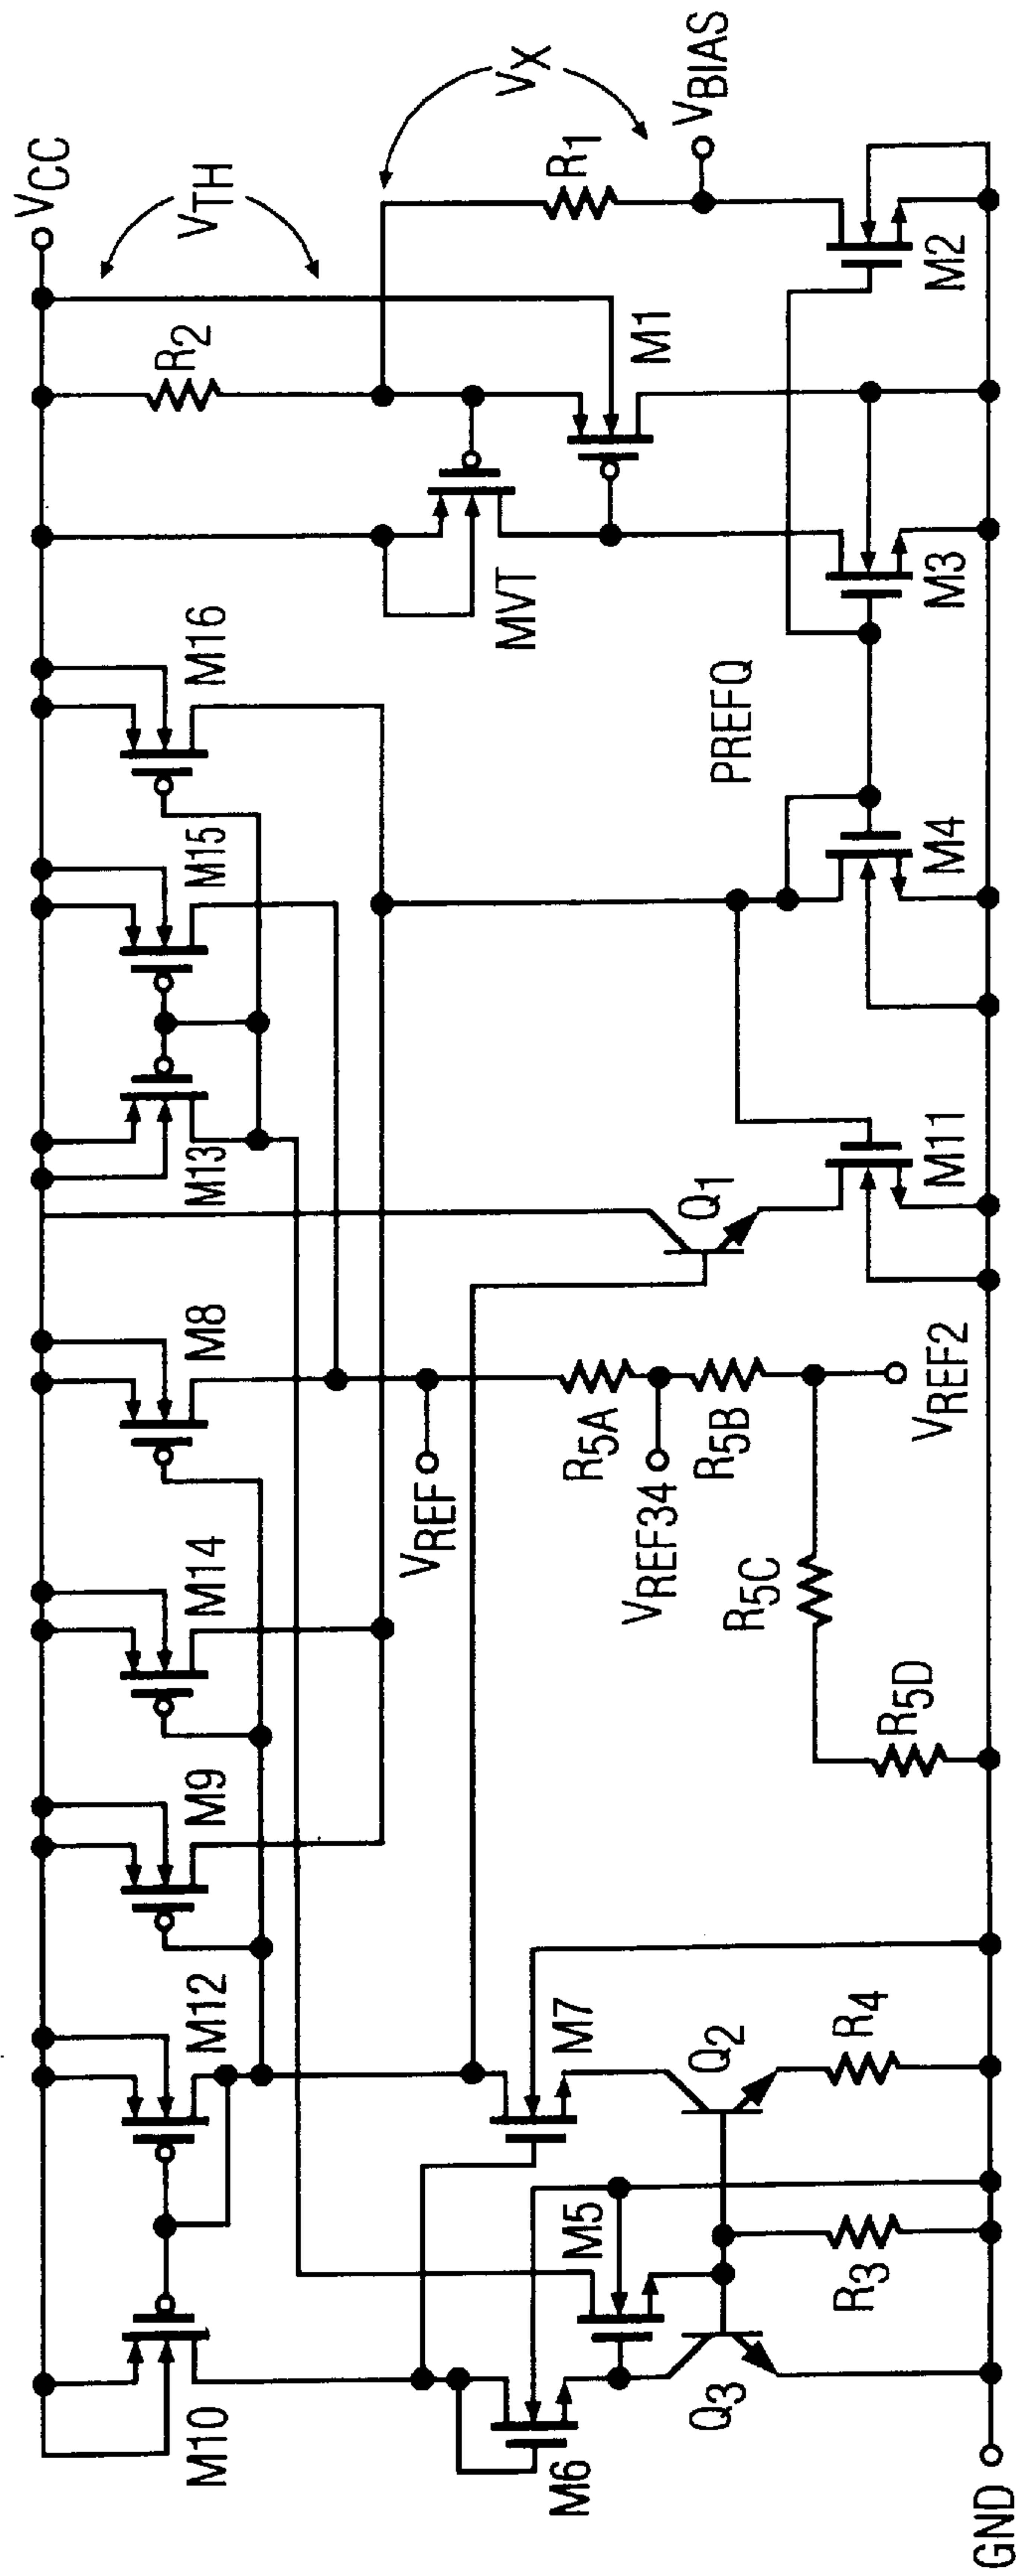 VCC
VTH
VX
R2
R1
VBIAS
M1
M2
MVT
M3
M16
PREFQ
M15
M4
M13
Q1
M11
M8
VREF
R5A
R5B
VREF34
VREF2
M14
R5C
R5D
M9
M12
M7
Q2
R4
M5
R3
M10
M6
Q3
GND